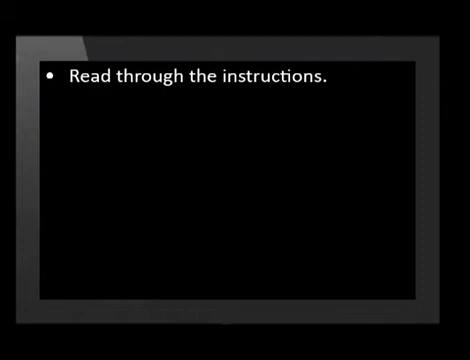 • Read through the instructions.